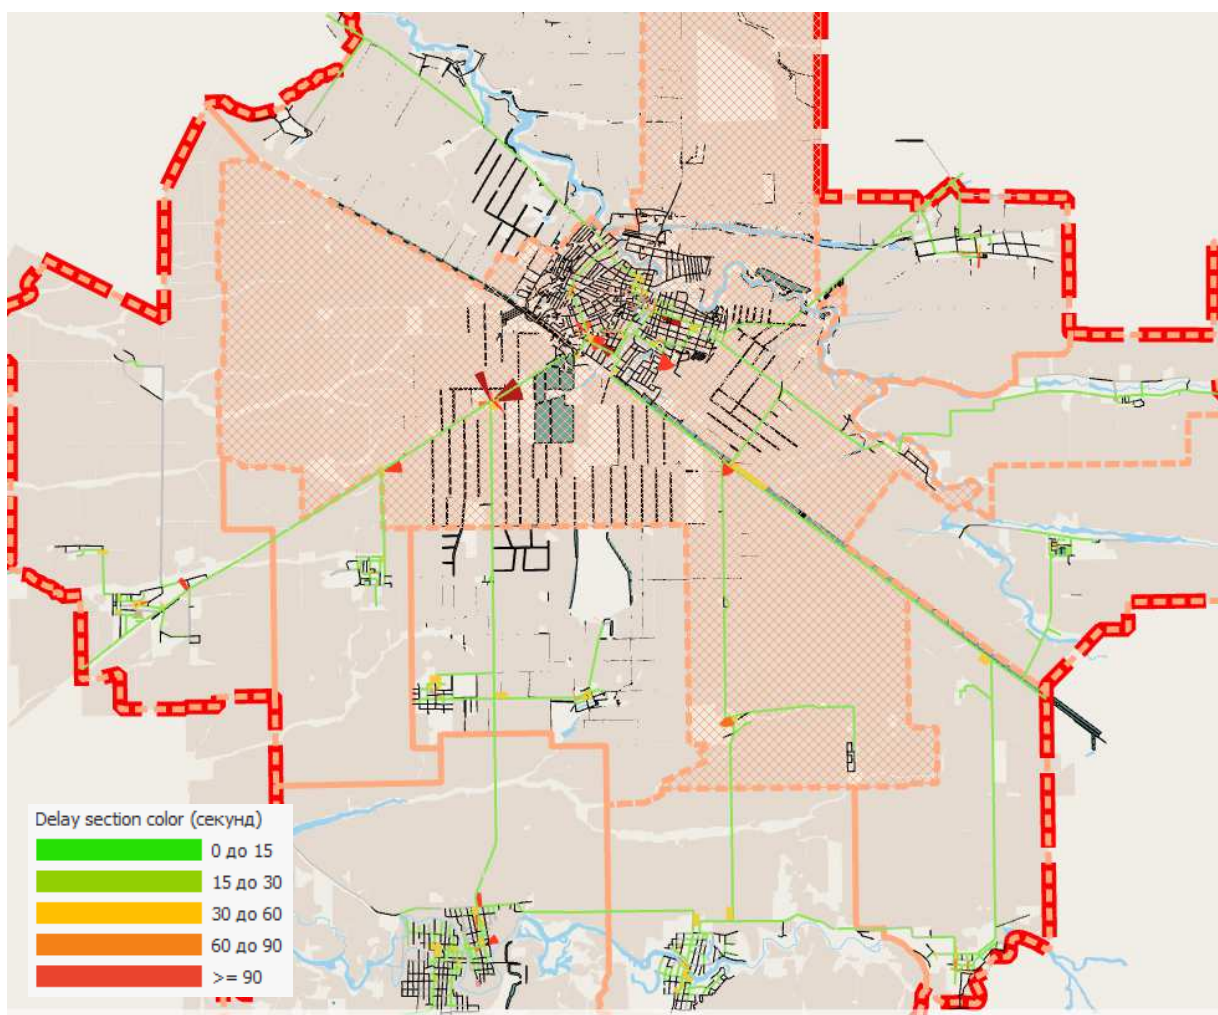 Delay section color (секунд)
0 до 15
15 до 30
30 до 60
60 до 90
>= 90